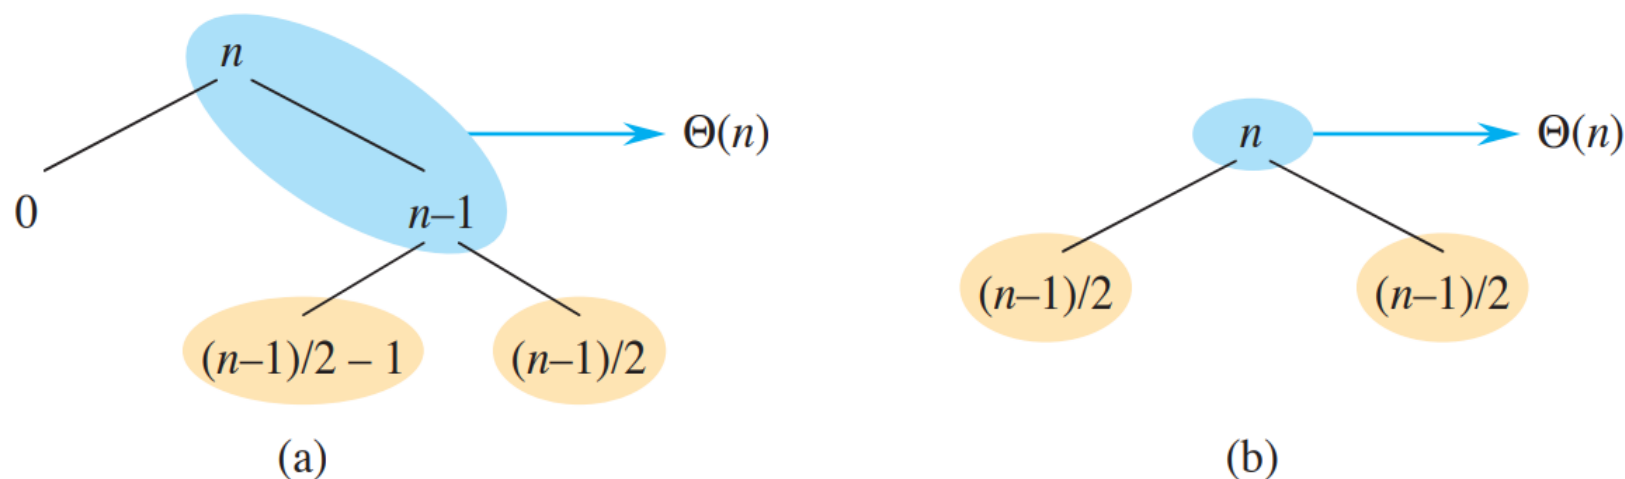 n
Θ(n)
0
n–1
(n–1)/2 – 1
(n–1)/2
(a)
n
Θ(n)
(n–1)/2
(n–1)/2
(b)